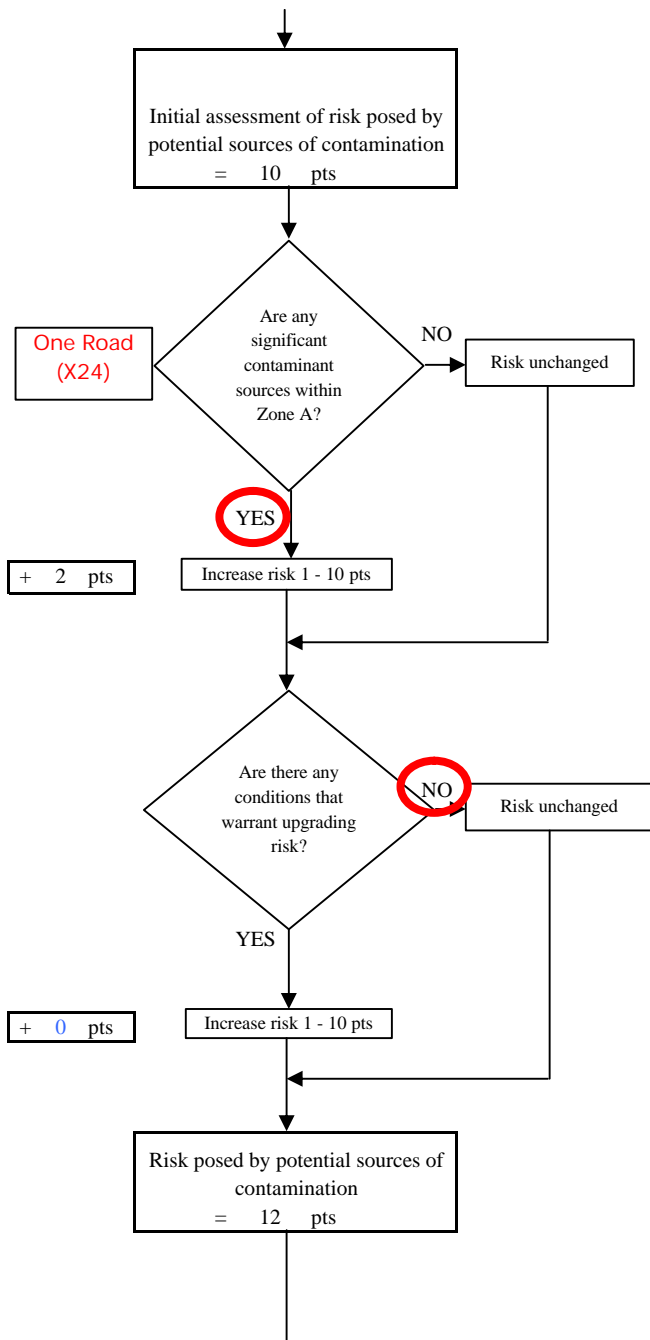 Initial assessment of risk posed by
potential sources of contamination
= 10 pts
Are any
significant
contaminant
sources within
Zone A?
One Road
(X24)
NO
Risk unchanged
YES
+ 2 pts
Increase risk 1 - 10 pts
Are there any
conditions that
warrant upgrading
risk?
NO
Risk unchanged
YES
+ 0 pts
Increase risk 1 - 10 pts
Risk posed by potential sources of
contamination
= 12 pts